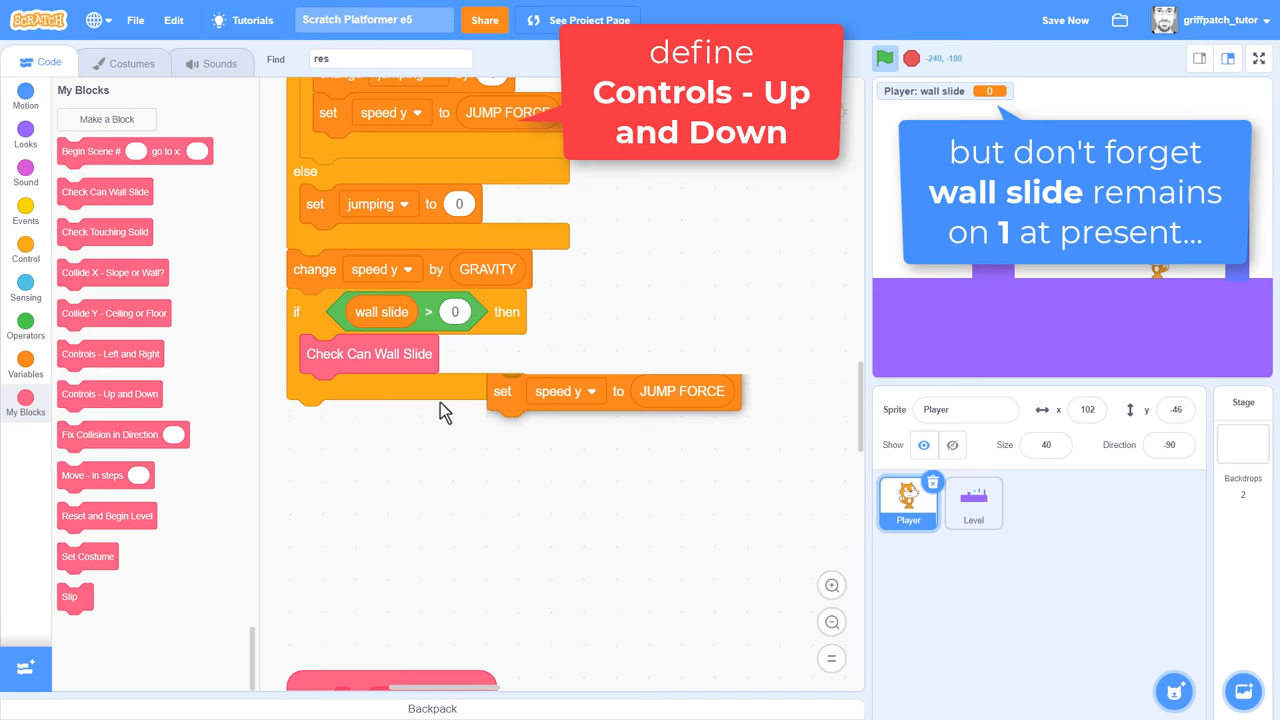 SCRATCH
File
Edit
Tutorials
Scratch Platformer e5
Share
See Project Page
Save Now
griffpatch_tutor
Code
Costumes
Sounds
Find
res
-240, -180
define
Controls - Up
and Down
Player: wall slide 0
but don't forget
wall slide remains
on 1 at present...
Motion
Looks
Sound
Events
Control
Sensing
Operators
Variables
My Blocks
My Blocks
Make a Block
Begin Scene # go to x:
Check Can Wall Slide
Check Touching Solid
Collide X - Slope or Wall?
Collide Y - Ceiling or Floor
Controls - Left and Right
Controls - Up and Down
Fix Collision in Direction
Move - in steps
Reset and Begin Level
Set Costume
Slip
change jumping by
set speed y to JUMP FORCE
else
set jumping to 0
change speed y by GRAVITY
if wall slide > 0 then
Check Can Wall Slide
set speed y to JUMP FORCE
Sprite
Player
x
102
y
-46
Show
Size
40
Direction
-90
Player
Level
Stage
Backdrops
2
Backpack